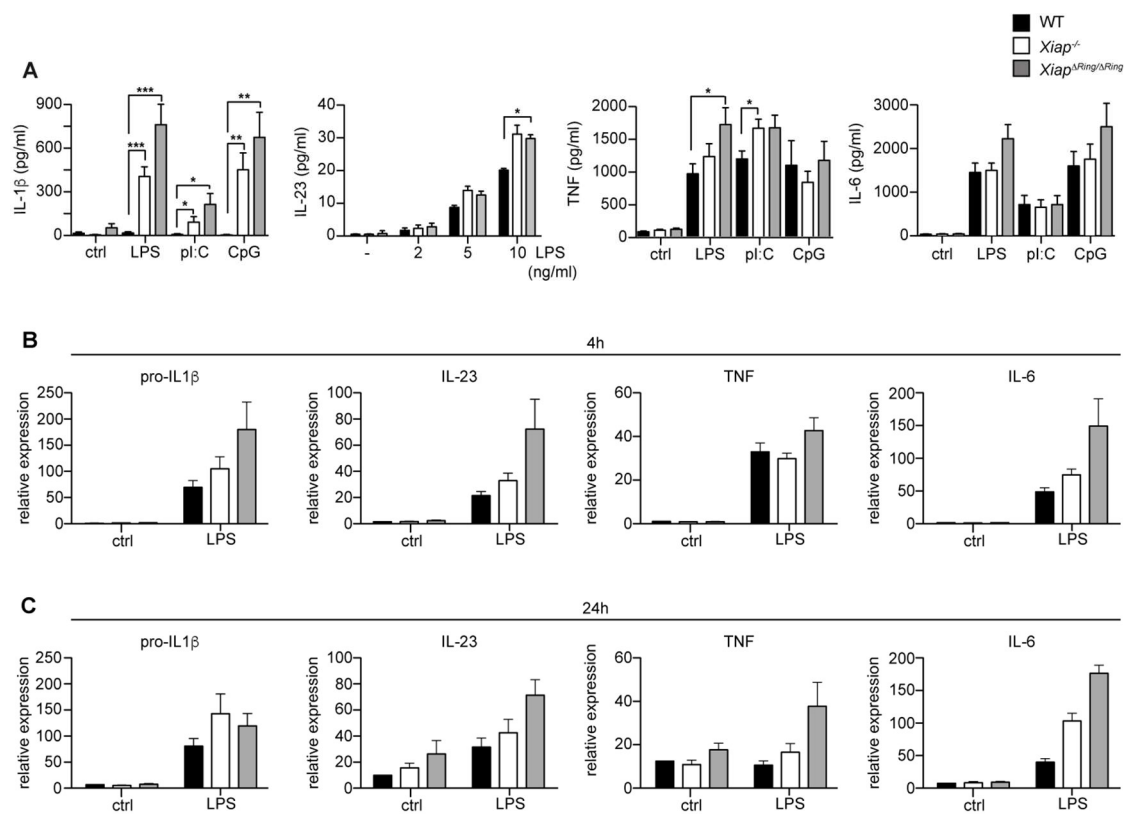 WT
Xiap-/-
XiapΔRing/ΔRing
A
IL-1β (pg/ml)
900
600
300
0
***
***
*
*
**
**
ctrl LPS pI:C CpG
IL-23 (pg/ml)
40
30
20
10
0
*
- 2 5 10 LPS
(ng/ml)
TNF (pg/ml)
2000
1500
1000
500
0
*
*
ctrl LPS pI:C CpG
IL-6 (pg/ml)
3000
2000
1000
0
ctrl LPS pI:C CpG
B
4h
pro-IL1β
relative expression
250
200
150
100
50
0
ctrl LPS
IL-23
relative expression
100
80
60
40
20
0
ctrl LPS
TNF
relative expression
60
40
20
0
ctrl LPS
IL-6
relative expression
200
150
100
50
0
ctrl LPS
C
24h
pro-IL1β
relative expression
250
200
150
100
50
0
ctrl LPS
IL-23
relative expression
100
80
60
40
20
0
ctrl LPS
TNF
relative expression
60
40
20
0
ctrl LPS
IL-6
relative expression
200
150
100
50
0
ctrl LPS